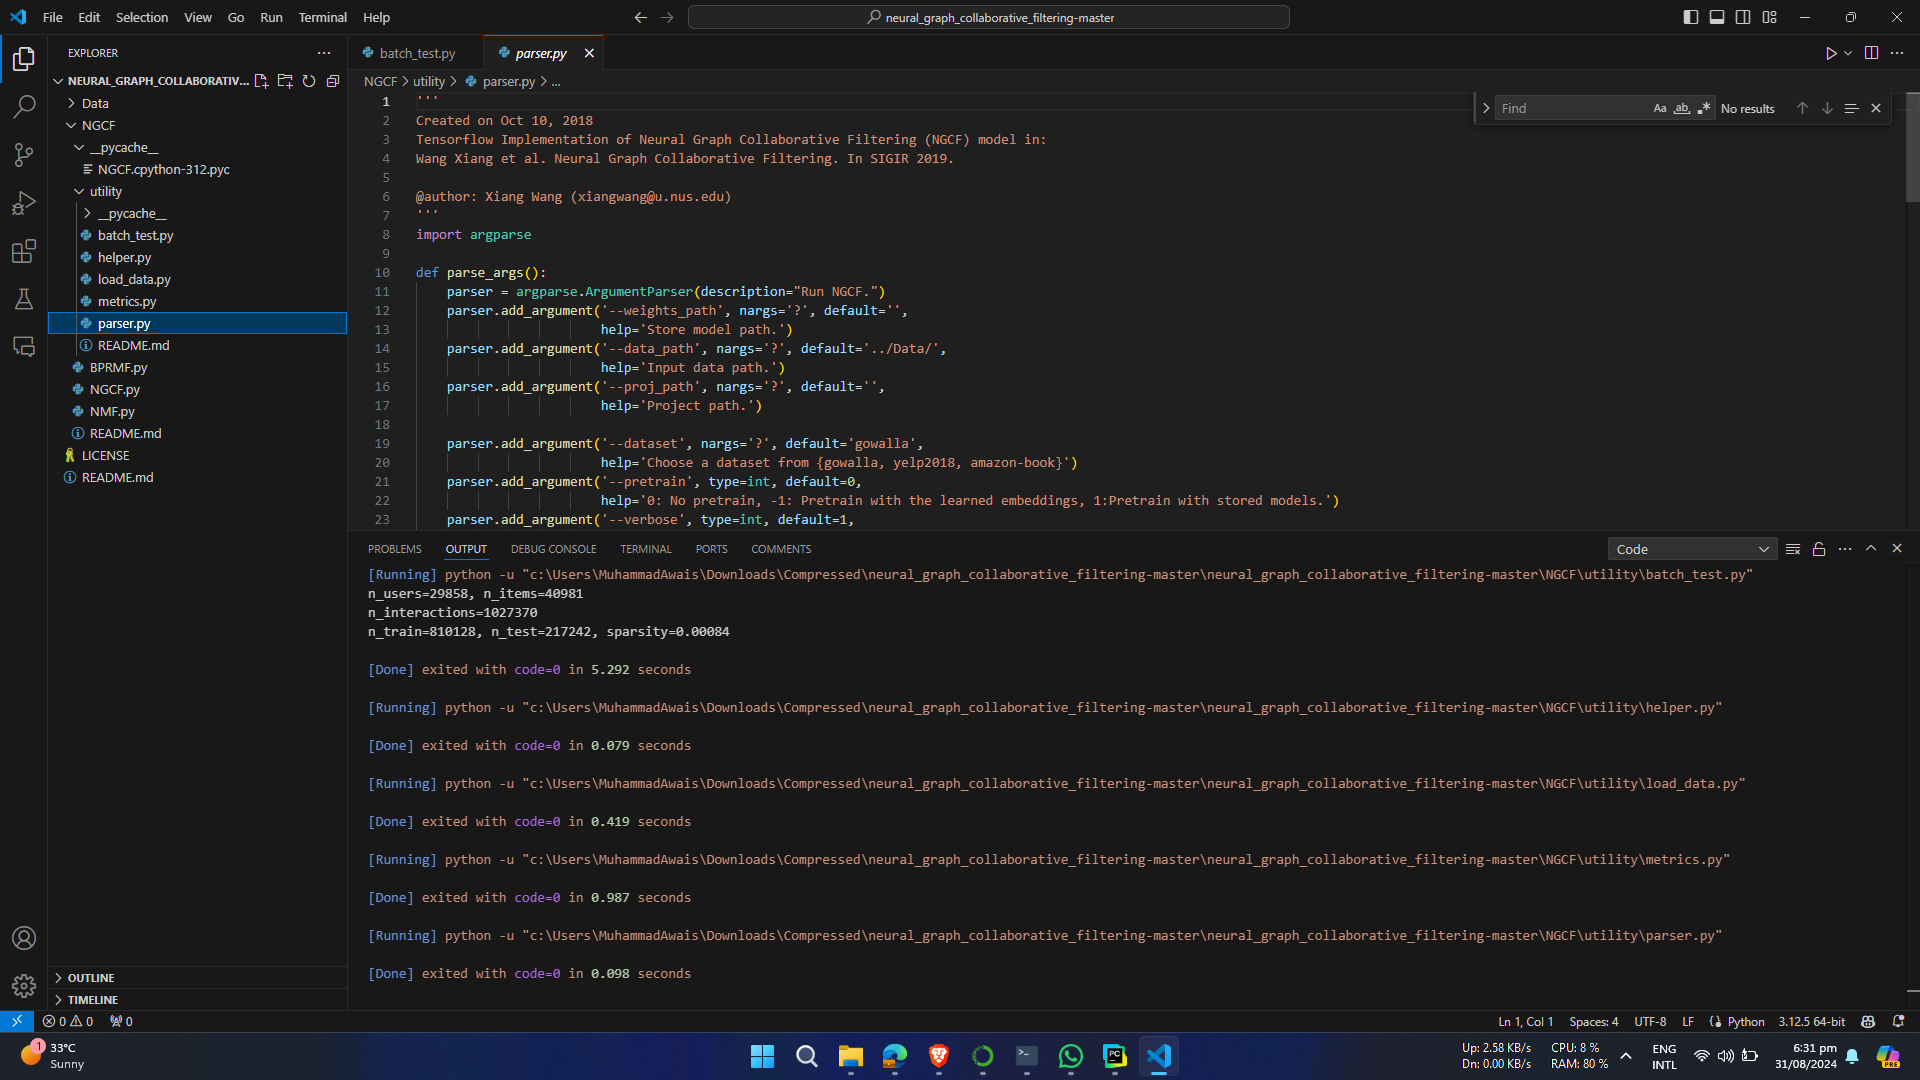 File Edit Selection View Go Run Terminal Help
neural_graph_collaborative_filtering-master
EXPLORER
NEURAL_GRAPH_COLLABORATIV...
Data
NGCF
__pycache__
NGCF.cpython-312.pyc
utility
__pycache__
batch_test.py
helper.py
load_data.py
metrics.py
parser.py
README.md
BPRMF.py
NGCF.py
NMF.py
README.md
LICENSE
README.md
OUTLINE
TIMELINE
batch_test.py parser.py
NGCF > utility > parser.py > ...
Find Aa ab .* No results
1 '''
2 Created on Oct 10, 2018
3 Tensorflow Implementation of Neural Graph Collaborative Filtering (NGCF) model in:
4 Wang Xiang et al. Neural Graph Collaborative Filtering. In SIGIR 2019.
5
6 @author: Xiang Wang (xiangwang@u.nus.edu)
7 '''
8 import argparse
9
10 def parse_args():
11 parser = argparse.ArgumentParser(description="Run NGCF.")
12 parser.add_argument('--weights_path', nargs='?', default='',
13 help='Store model path.')
14 parser.add_argument('--data_path', nargs='?', default='../Data/',
15 help='Input data path.')
16 parser.add_argument('--proj_path', nargs='?', default='',
17 help='Project path.')
18
19 parser.add_argument('--dataset', nargs='?', default='gowalla',
20 help='Choose a dataset from {gowalla, yelp2018, amazon-book}')
21 parser.add_argument('--pretrain', type=int, default=0,
22 help='0: No pretrain, -1: Pretrain with the learned embeddings, 1:Pretrain with stored models.')
23 parser.add_argument('--verbose', type=int, default=1,
PROBLEMS OUTPUT DEBUG CONSOLE TERMINAL PORTS COMMENTS
Code
[Running] python -u "c:\Users\MuhammadAwais\Downloads\Compressed\neural_graph_collaborative_filtering-master\neural_graph_collaborative_filtering-master\NGCF\utility\batch_test.py"
n_users=29858, n_items=40981
n_interactions=1027370
n_train=810128, n_test=217242, sparsity=0.00084
[Done] exited with code=0 in 5.292 seconds
[Running] python -u "c:\Users\MuhammadAwais\Downloads\Compressed\neural_graph_collaborative_filtering-master\neural_graph_collaborative_filtering-master\NGCF\utility\helper.py"
[Done] exited with code=0 in 0.079 seconds
[Running] python -u "c:\Users\MuhammadAwais\Downloads\Compressed\neural_graph_collaborative_filtering-master\neural_graph_collaborative_filtering-master\NGCF\utility\load_data.py"
[Done] exited with code=0 in 0.419 seconds
[Running] python -u "c:\Users\MuhammadAwais\Downloads\Compressed\neural_graph_collaborative_filtering-master\neural_graph_collaborative_filtering-master\NGCF\utility\metrics.py"
[Done] exited with code=0 in 0.987 seconds
[Running] python -u "c:\Users\MuhammadAwais\Downloads\Compressed\neural_graph_collaborative_filtering-master\neural_graph_collaborative_filtering-master\NGCF\utility\parser.py"
[Done] exited with code=0 in 0.098 seconds
0 0 0
Ln 1, Col 1 Spaces: 4 UTF-8 LF Python 3.12.5 64-bit
1 33°C
Sunny
PC
Up: 2.58 KB/s CPU: 8 %
Dn: 0.00 KB/s RAM: 80 %
ENG
INTL
6:31 pm
31/08/2024
PRE